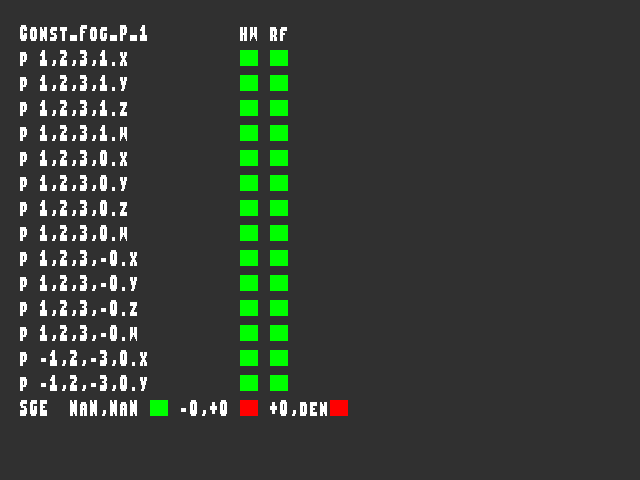 Const_Fog_P_1 HW RF
p 1,2,3,1.x
p 1,2,3,1.y
p 1,2,3,1.z
p 1,2,3,1.w
p 1,2,3,0.x
p 1,2,3,0.y
p 1,2,3,0.z
p 1,2,3,0.w
p 1,2,3,-0.x
p 1,2,3,-0.y
p 1,2,3,-0.z
p 1,2,3,-0.w
p -1,2,-3,0.x
p -1,2,-3,0.y
SGE NaN,NaN -0,+0 +0,den